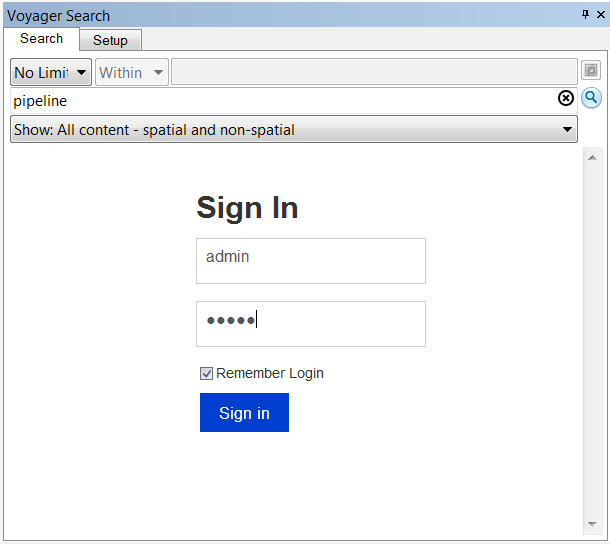 Voyager Search
Search Setup
No Limit Within
pipeline
Show: All content - spatial and non-spatial
Sign In
admin
●●●●●
Remember Login
Sign in